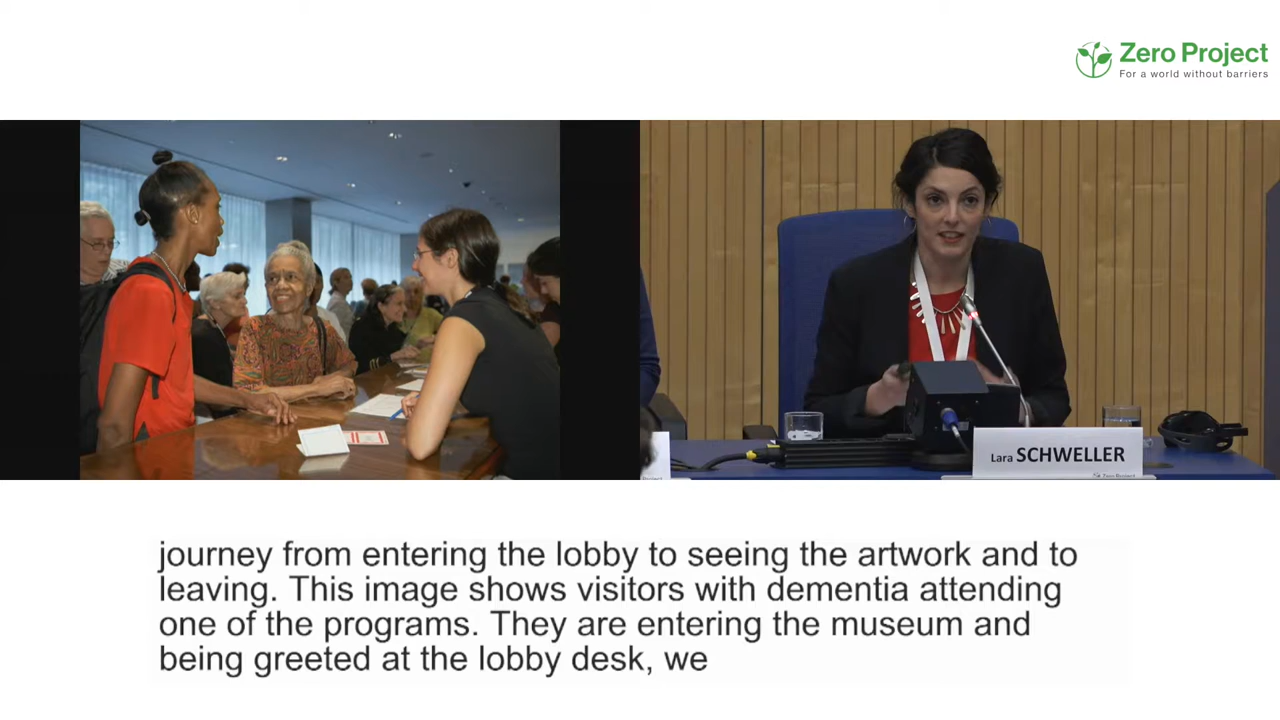 Zero Project
For a world without barriers
Lara SCHWELLER
Zero Project
journey from entering the lobby to seeing the artwork and to
leaving. This image shows visitors with dementia attending
one of the programs. They are entering the museum and
being greeted at the lobby desk, we